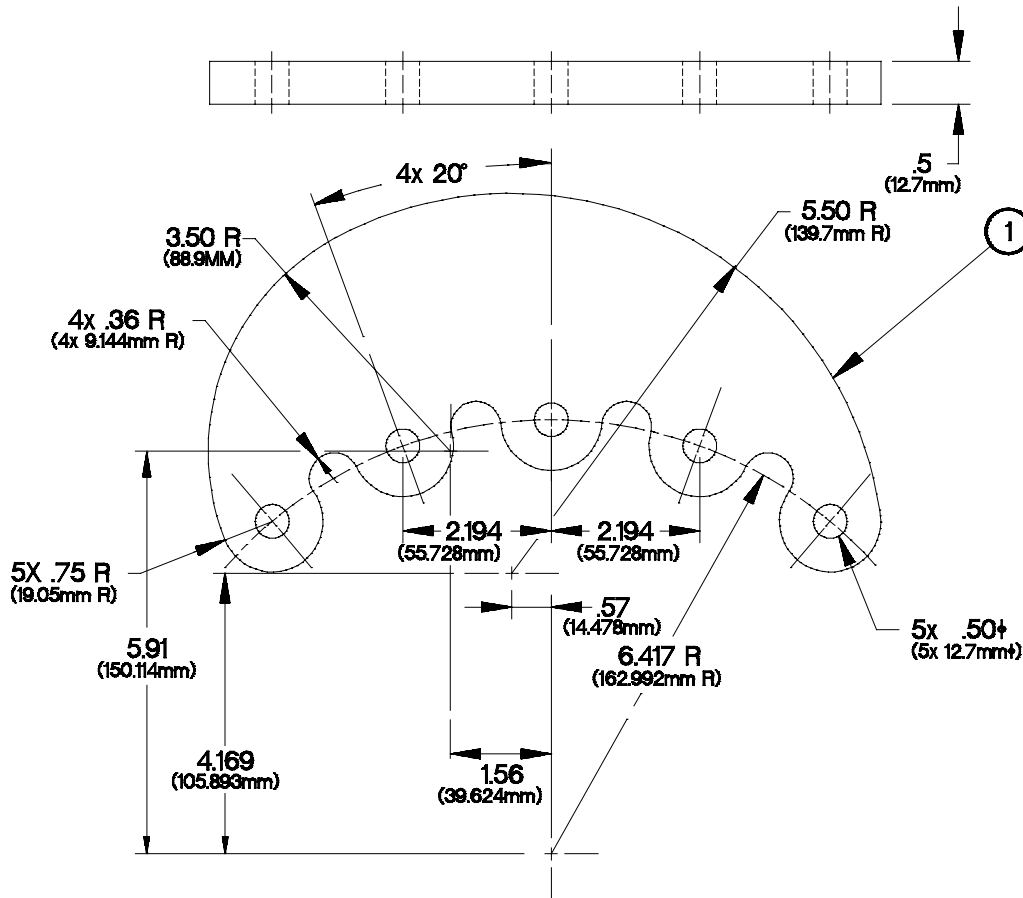 .5
(12.7mm)
4x 20°
5.50 R
(139.7mm R)
1
3.50 R
(88.9MM)
4x .36 R
(4x 9.144mm R)
2.194
(55.728mm)
2.194
(55.728mm)
5X .75 R
(19.05mm R)
.57
(14.478mm)
5x .50ϕ
(5x 12.7mmϕ)
5.91
(150.114mm)
6.417 R
(162.992mm R)
4.169
(105.893mm)
1.56
(39.624mm)